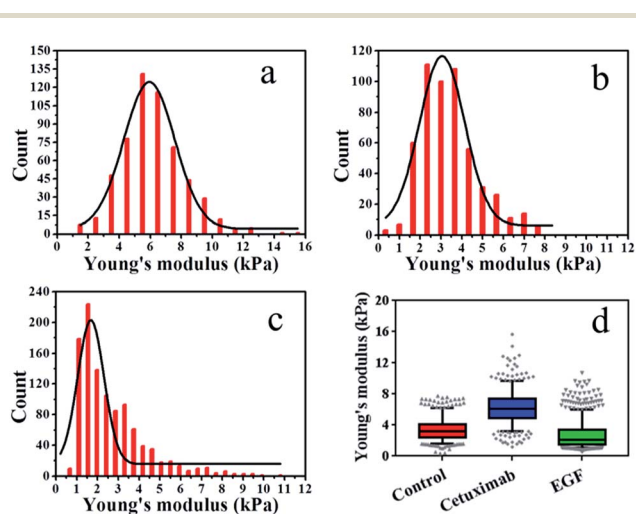 150
135
120
105
90
75
60
45
30
15
0
Count
a
0 2 4 6 8 10 12 14 16
Young's modulus (kPa)
120
100
80
60
40
20
0
Count
b
0 1 2 3 4 5 6 7 8 9 10 11 12
Young's modulus (kPa)
240
200
160
120
80
40
0
Count
c
0 1 2 3 4 5 6 7 8 9 10 11 12
Young's modulus (kPa)
20
16
12
8
4
0
Young's modulus (kPa)
d
Control Cetuximab EGF